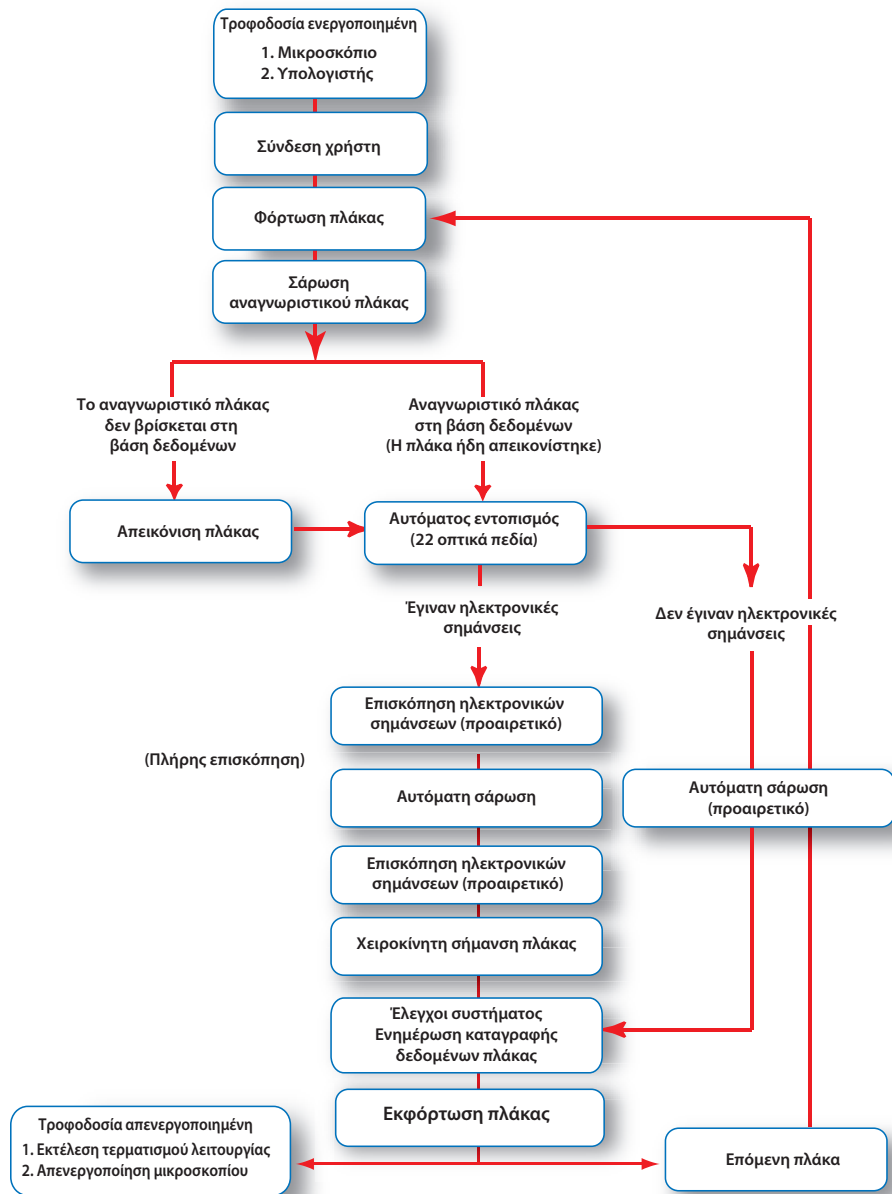 Τροφοδοσία ενεργοποιημένη
1. Μικροσκόπιο
2. Υπολογιστής
Σύνδεση χρήστη
Φόρτωση πλάκας
Σάρωση
αναγνωριστικού πλάκας
Το αναγνωριστικό πλάκας
δεν βρίσκεται στη
βάση δεδομένων
Αναγνωριστικό πλάκας
στη βάση δεδομένων
(Η πλάκα ήδη απεικονίστηκε)
Απεικόνιση πλάκας
Αυτόματος εντοπισμός
(22 οπτικά πεδία)
Έγιναν ηλεκτρονικές
σημάνσεις
Δεν έγιναν ηλεκτρονικές
σημάνσεις
Επισκόπηση ηλεκτρονικών
σημάνσεων (προαιρετικό)
(Πλήρης επισκόπηση)
Αυτόματη σάρωση
Αυτόματη σάρωση
(προαιρετικό)
Επισκόπηση ηλεκτρονικών
σημάνσεων (προαιρετικό)
Χειροκίνητη σήμανση πλάκας
Έλεγχοι συστήματος
Ενημέρωση καταγραφής
δεδομένων πλάκας
Εκφόρτωση πλάκας
Τροφοδοσία απενεργοποιημένη
1. Εκτέλεση τερματισμού λειτουργίας
2. Απενεργοποίηση μικροσκοπίου
Επόμενη πλάκα